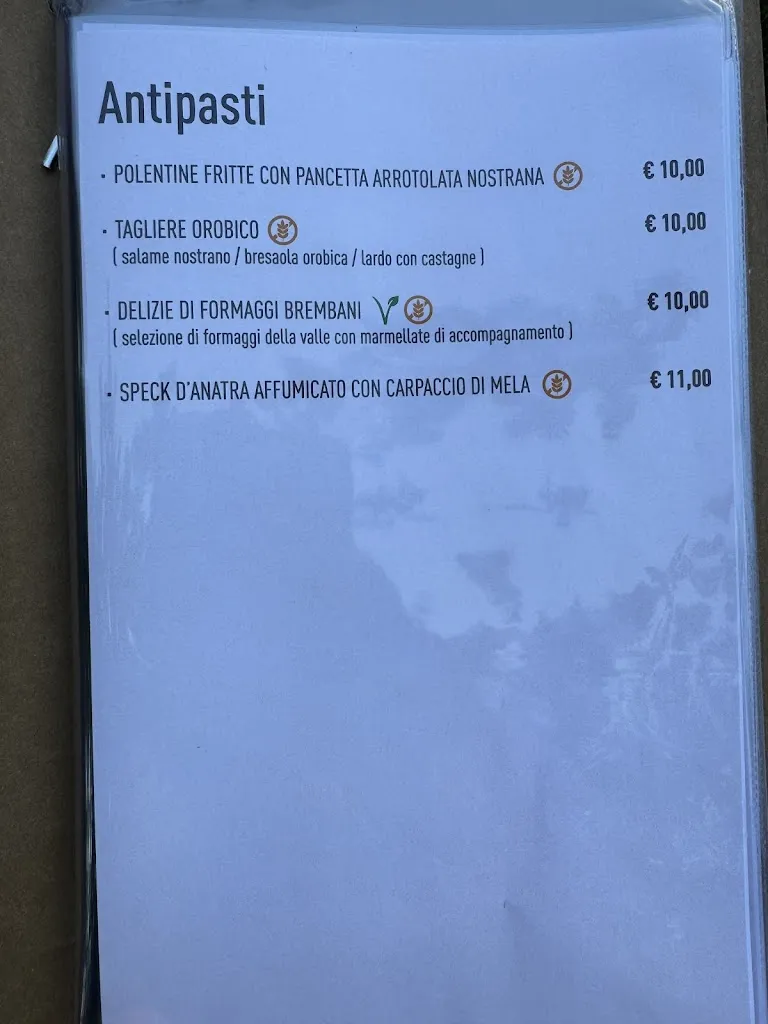 Antipasti
· POLENTINE FRITTE CON PANCETTA ARROTOLATA NOSTRANA € 10,00
· TAGLIERE OROBICO € 10,00
( salame nostrano / bresaola orobica / lardo con castagne )
· DELIZIE DI FORMAGGI BREMBANI € 10,00
( selezione di formaggi della valle con marmellate di accompagnamento )
· SPECK D'ANATRA AFFUMICATO CON CARPACCIO DI MELA € 11,00